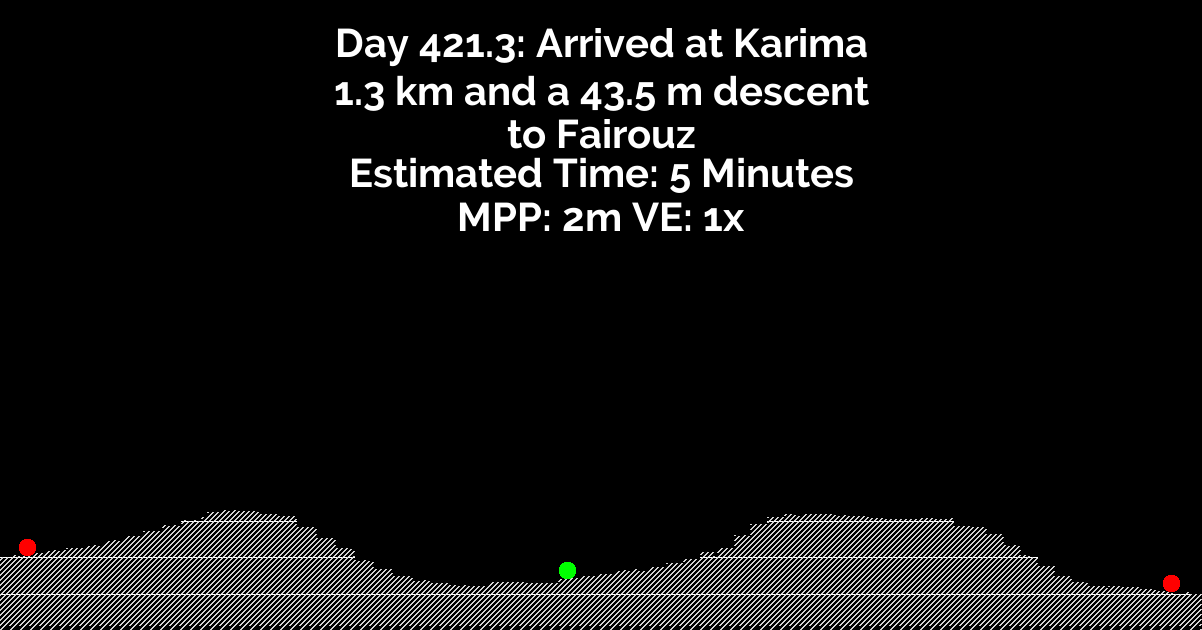 Day 421.3: Arrived at Karima
1.3 km and a 43.5 m descent
to Fairouz
Estimated Time: 5 Minutes
MPP: 2m VE: 1x